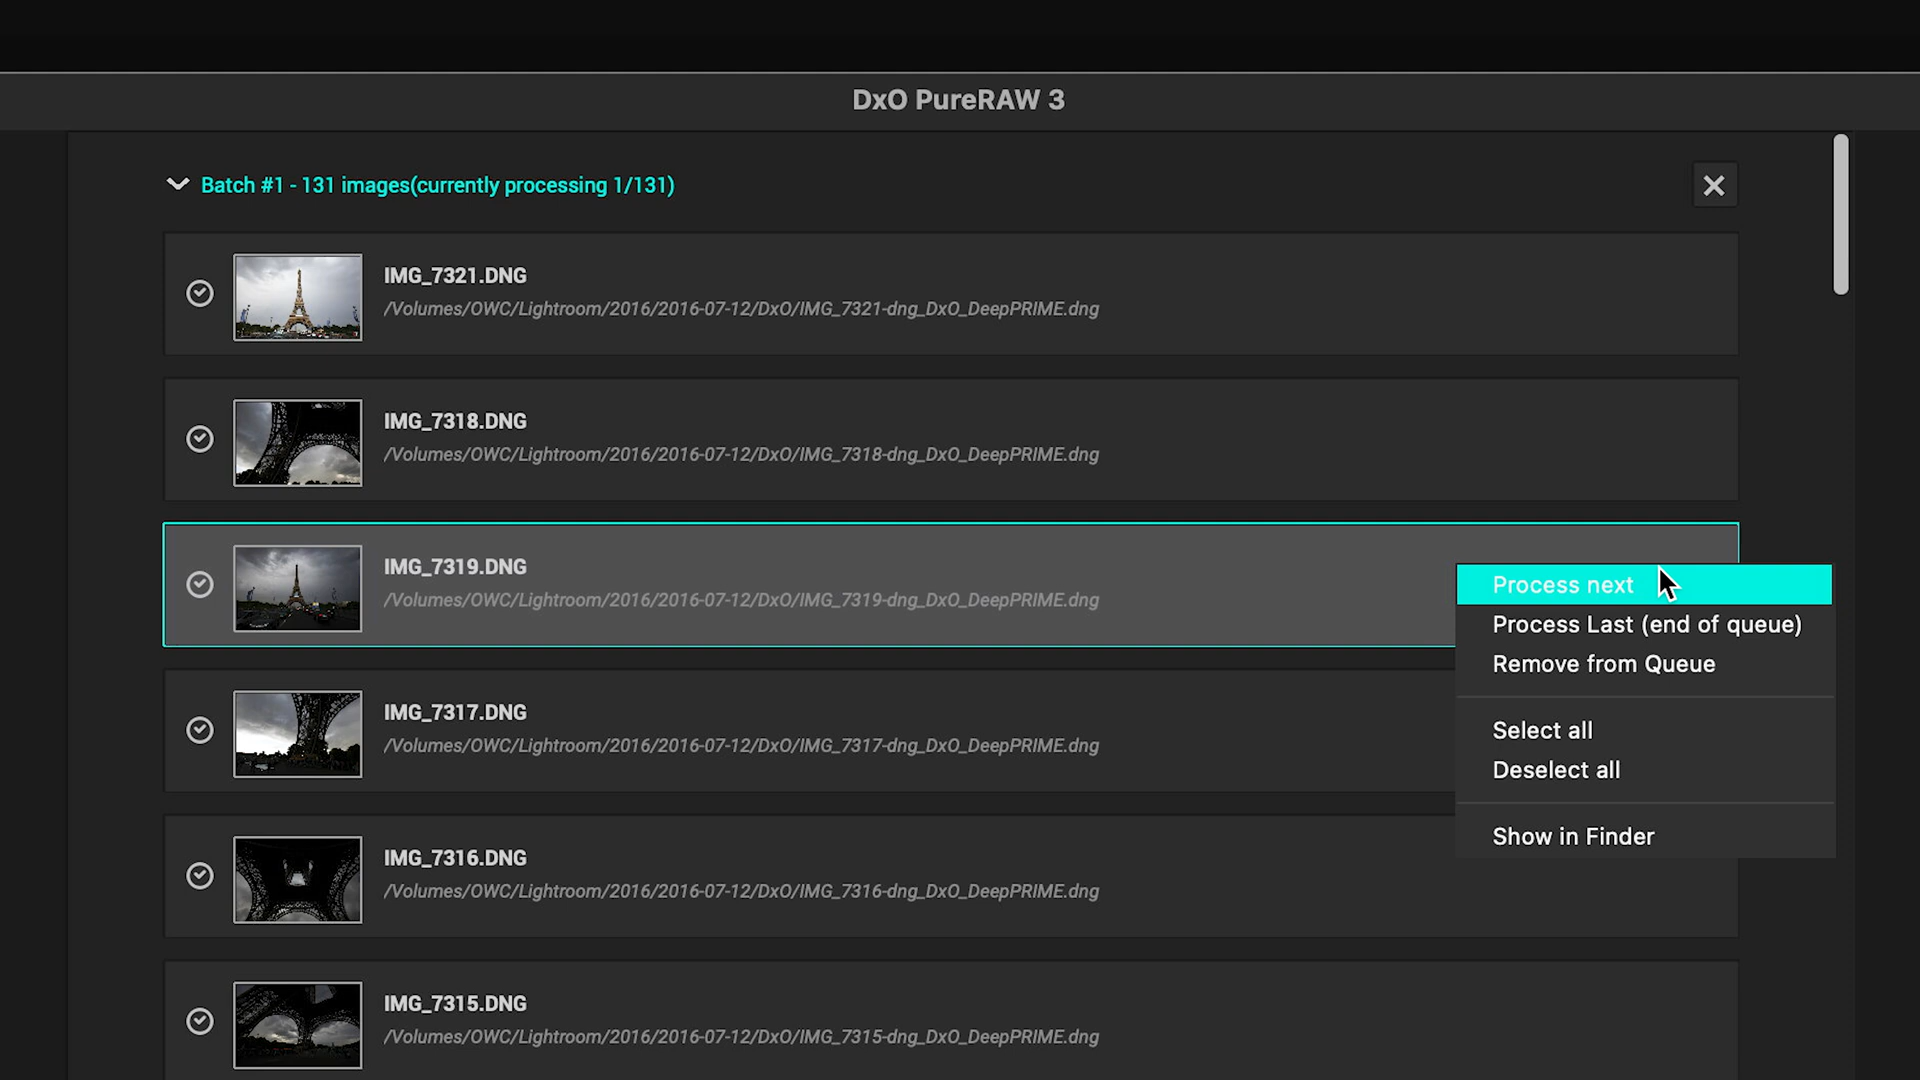 DxO PureRAW 3
Batch #1 - 131 images(currently processing 1/131)
IMG_7321.DNG
/Volumes/OWC/Lightroom/2016/2016-07-12/DxO/IMG_7321-dng_DxO_DeepPRIME.dng
IMG_7318.DNG
/Volumes/OWC/Lightroom/2016/2016-07-12/DxO/IMG_7318-dng_DxO_DeepPRIME.dng
IMG_7319.DNG
/Volumes/OWC/Lightroom/2016/2016-07-12/DxO/IMG_7319-dng_DxO_DeepPRIME.dng
Process next
Process Last (end of queue)
Remove from Queue
Select all
Deselect all
Show in Finder
IMG_7317.DNG
/Volumes/OWC/Lightroom/2016/2016-07-12/DxO/IMG_7317-dng_DxO_DeepPRIME.dng
IMG_7316.DNG
/Volumes/OWC/Lightroom/2016/2016-07-12/DxO/IMG_7316-dng_DxO_DeepPRIME.dng
IMG_7315.DNG
/Volumes/OWC/Lightroom/2016/2016-07-12/DxO/IMG_7315-dng_DxO_DeepPRIME.dng